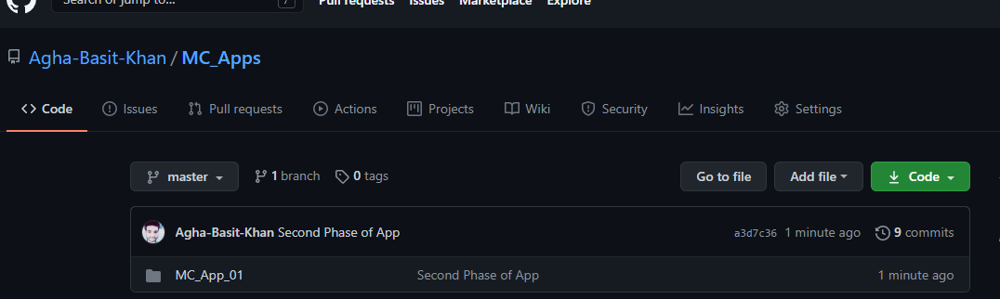 Search or jump to... /
Pull requests Issues Marketplace Explore
Agha-Basit-Khan / MC_Apps
Code Issues Pull requests Actions Projects Wiki Security Insights Settings
master 1 branch 0 tags Go to file Add file Code
Agha-Basit-Khan Second Phase of App a3d7c36 1 minute ago 9 commits
MC_App_01 Second Phase of App 1 minute ago